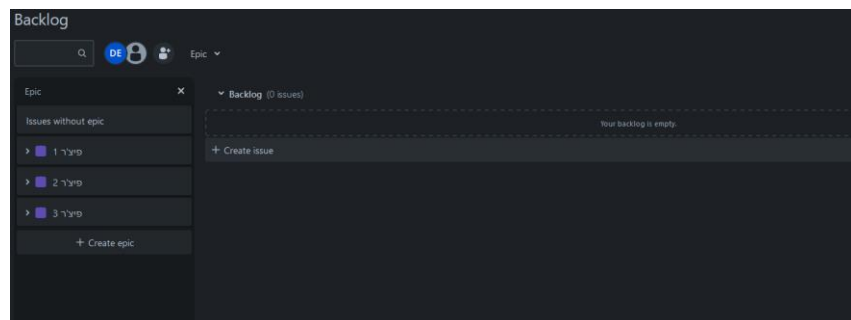 Backlog
DE
Epic
Epic
Issues without epic
פיצ'ר 1
פיצ'ר 2
פיצ'ר 3
+ Create epic
Backlog (0 issues)
Your backlog is empty.
+ Create issue